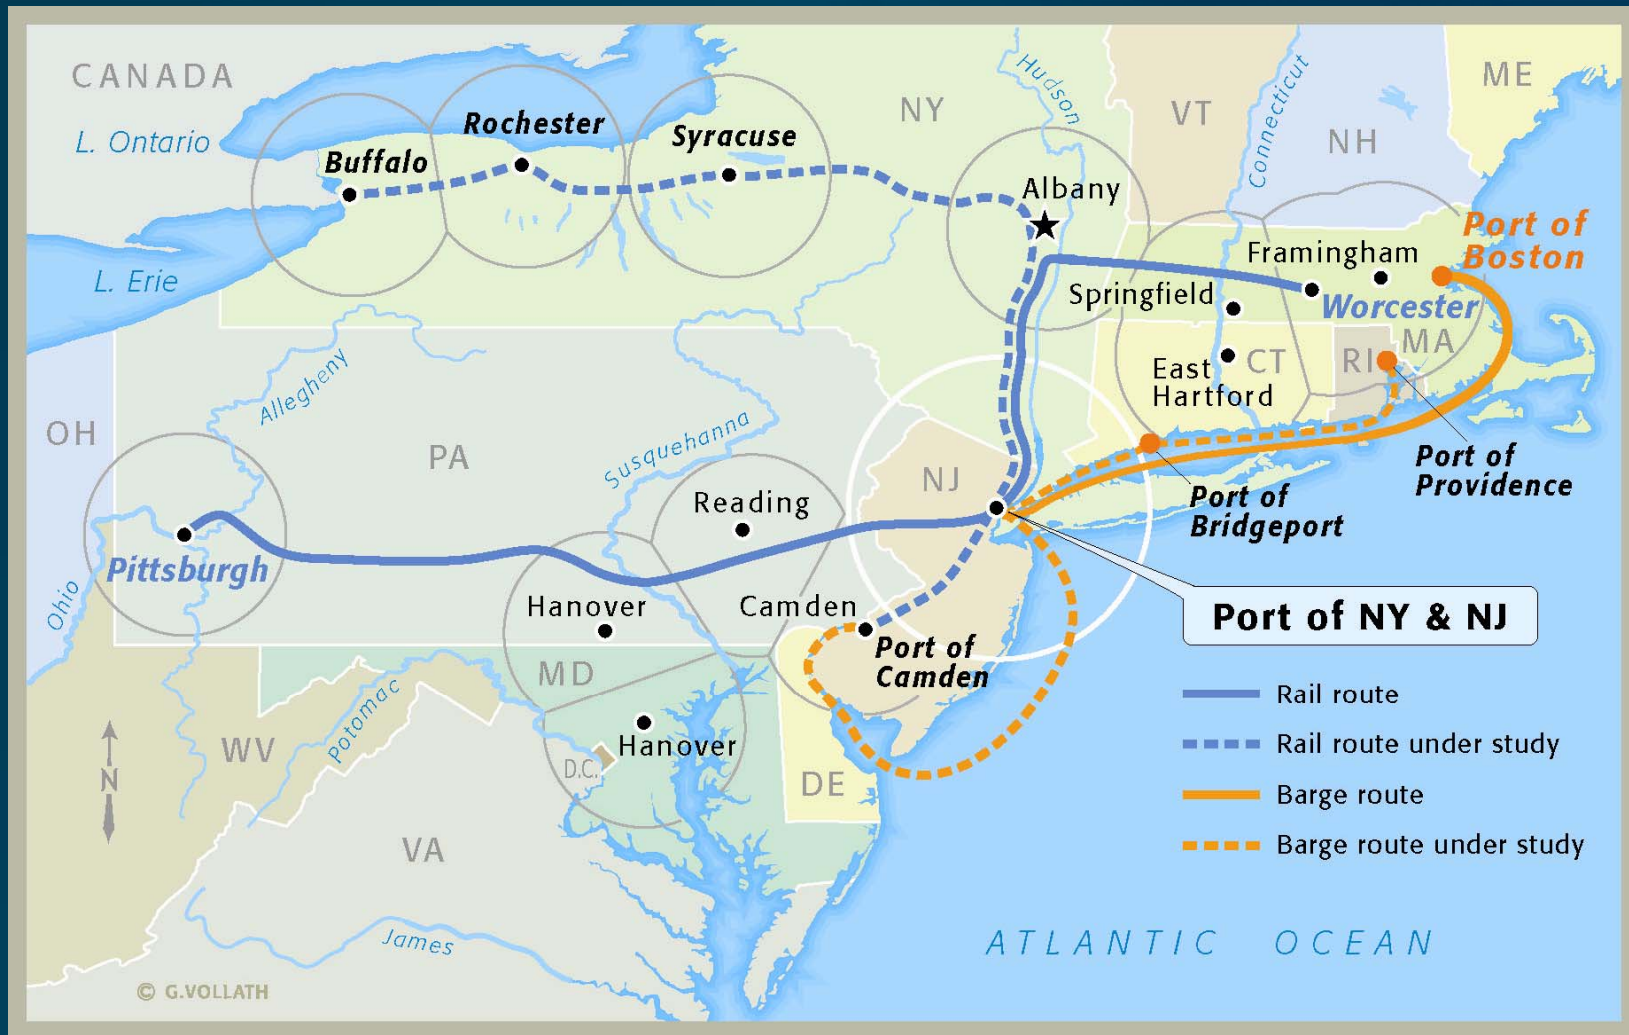 CANADA
L. Ontario
L. Erie
Buffalo
Rochester
Syracuse
NY
Hudson
VT
Connecticut
NH
ME
Albany
Port of
Boston
Framingham
Springfield
Worcester
MA
RI
CT
East
Hartford
OH
Allegheny
PA
Susquehanna
NJ
Reading
Port of
Providence
Port of
Bridgeport
Pittsburgh
Ohio
Hanover
Camden
Port of
Camden
Port of NY & NJ
MD
Potomac
WV
Hanover
D.C.
DE
N
VA
James
Rail route
Rail route under study
Barge route
Barge route under study
ATLANTIC OCEAN
© G.VOLLATH